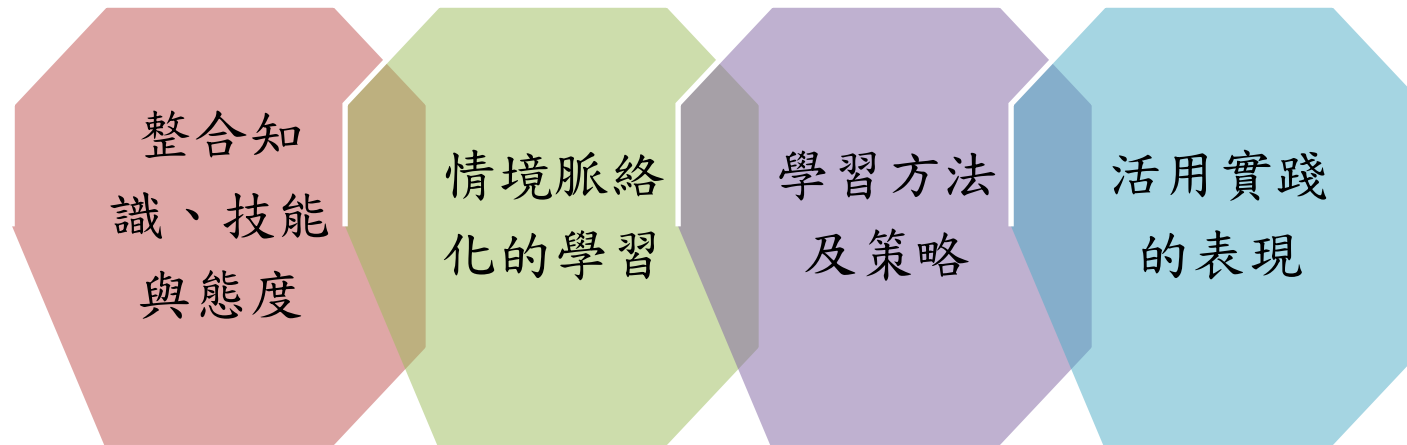 整合知
識、技能
與態度
情境脈絡
化的學習
學習方法
及策略
活用實踐
的表現